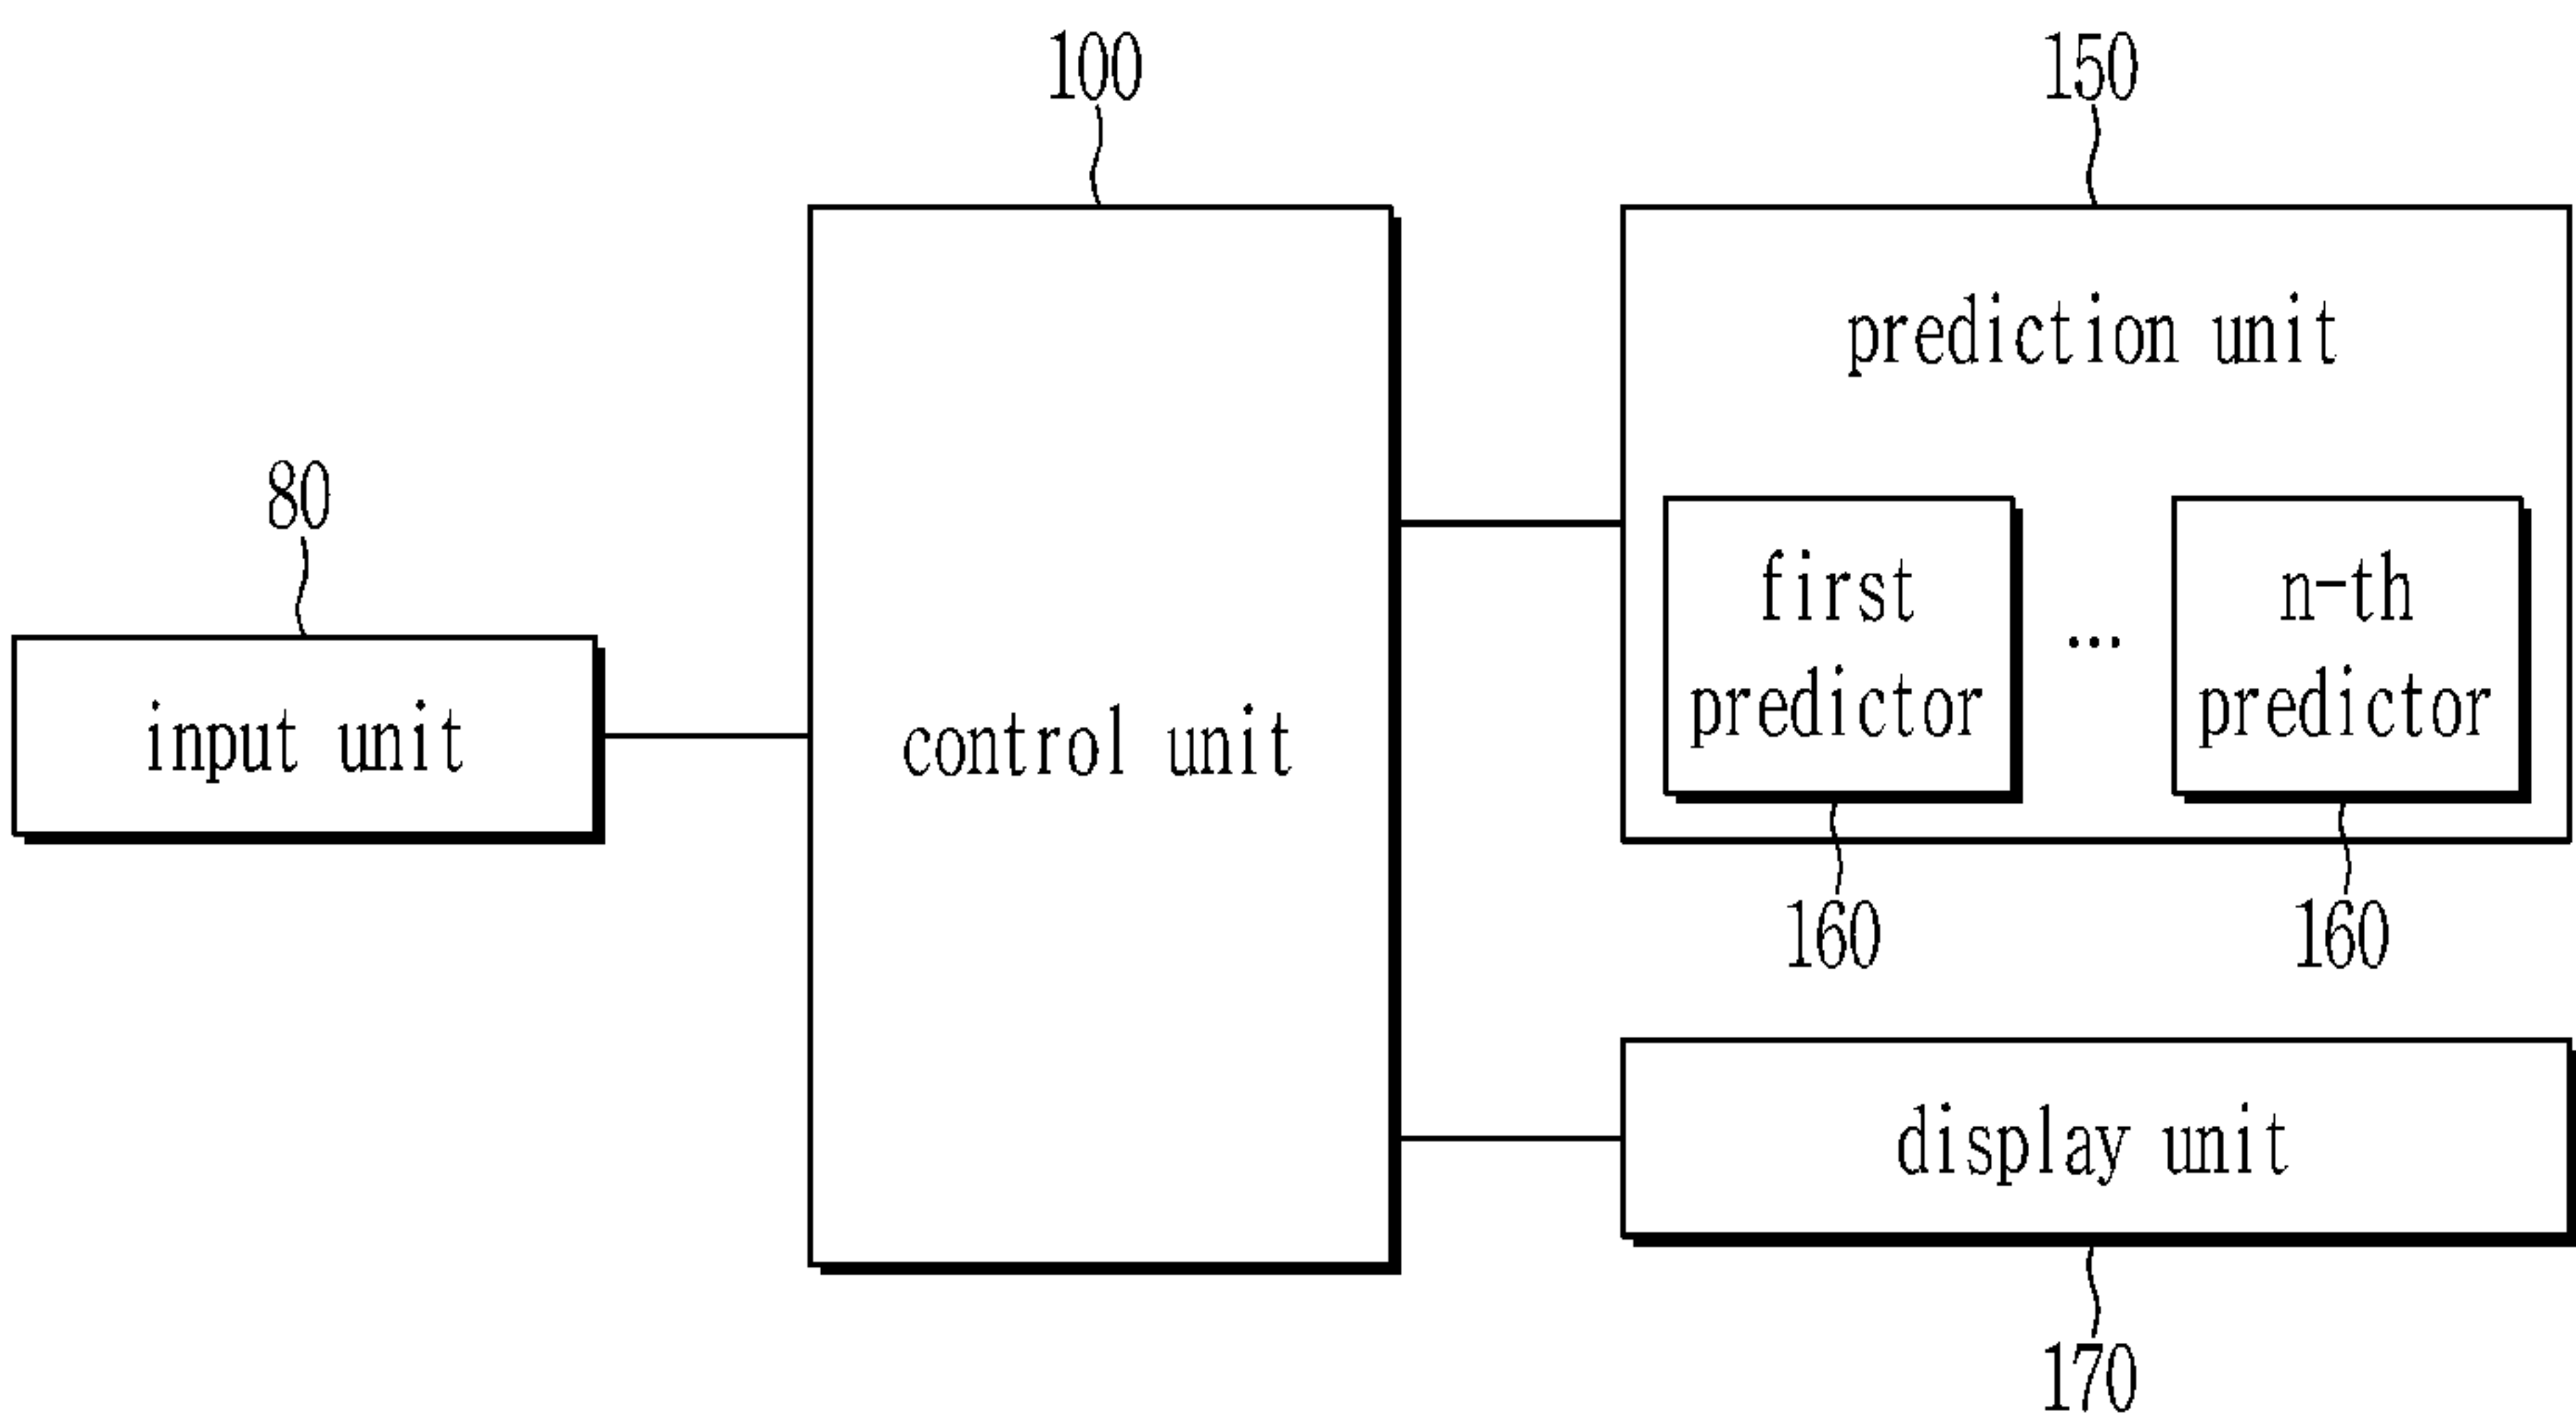 100
150
prediction unit
80
first
predictor
...
n-th
predictor
input unit
control unit
160
160
display unit
170